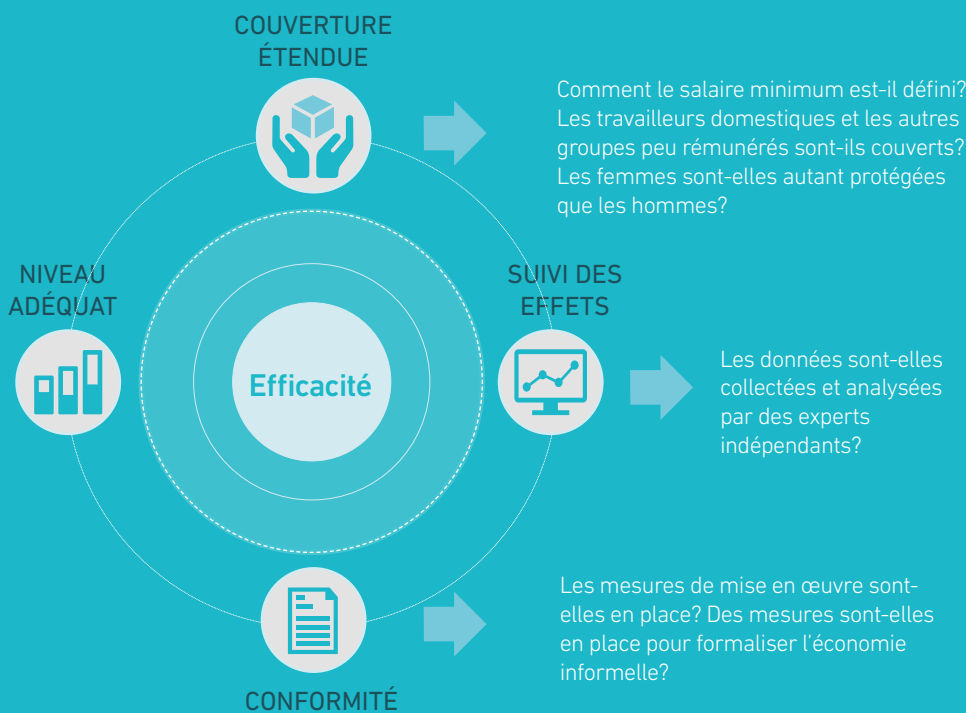 COUVERTURE
ÉTENDUE
Comment le salaire minimum est-il défini?
Les travailleurs domestiques et les autres
groupes peu rémunérés sont-ils couverts?
Les femmes sont-elles autant protégées
que les hommes?
NIVEAU
ADÉQUAT
Efficacité
SUIVI DES
EFFETS
Les données sont-elles
collectées et analysées
par des experts
indépendants?
CONFORMITÉ
Les mesures de mise en œuvre sont-
elles en place? Des mesures sont-elles
en place pour formaliser l’économie
informelle?